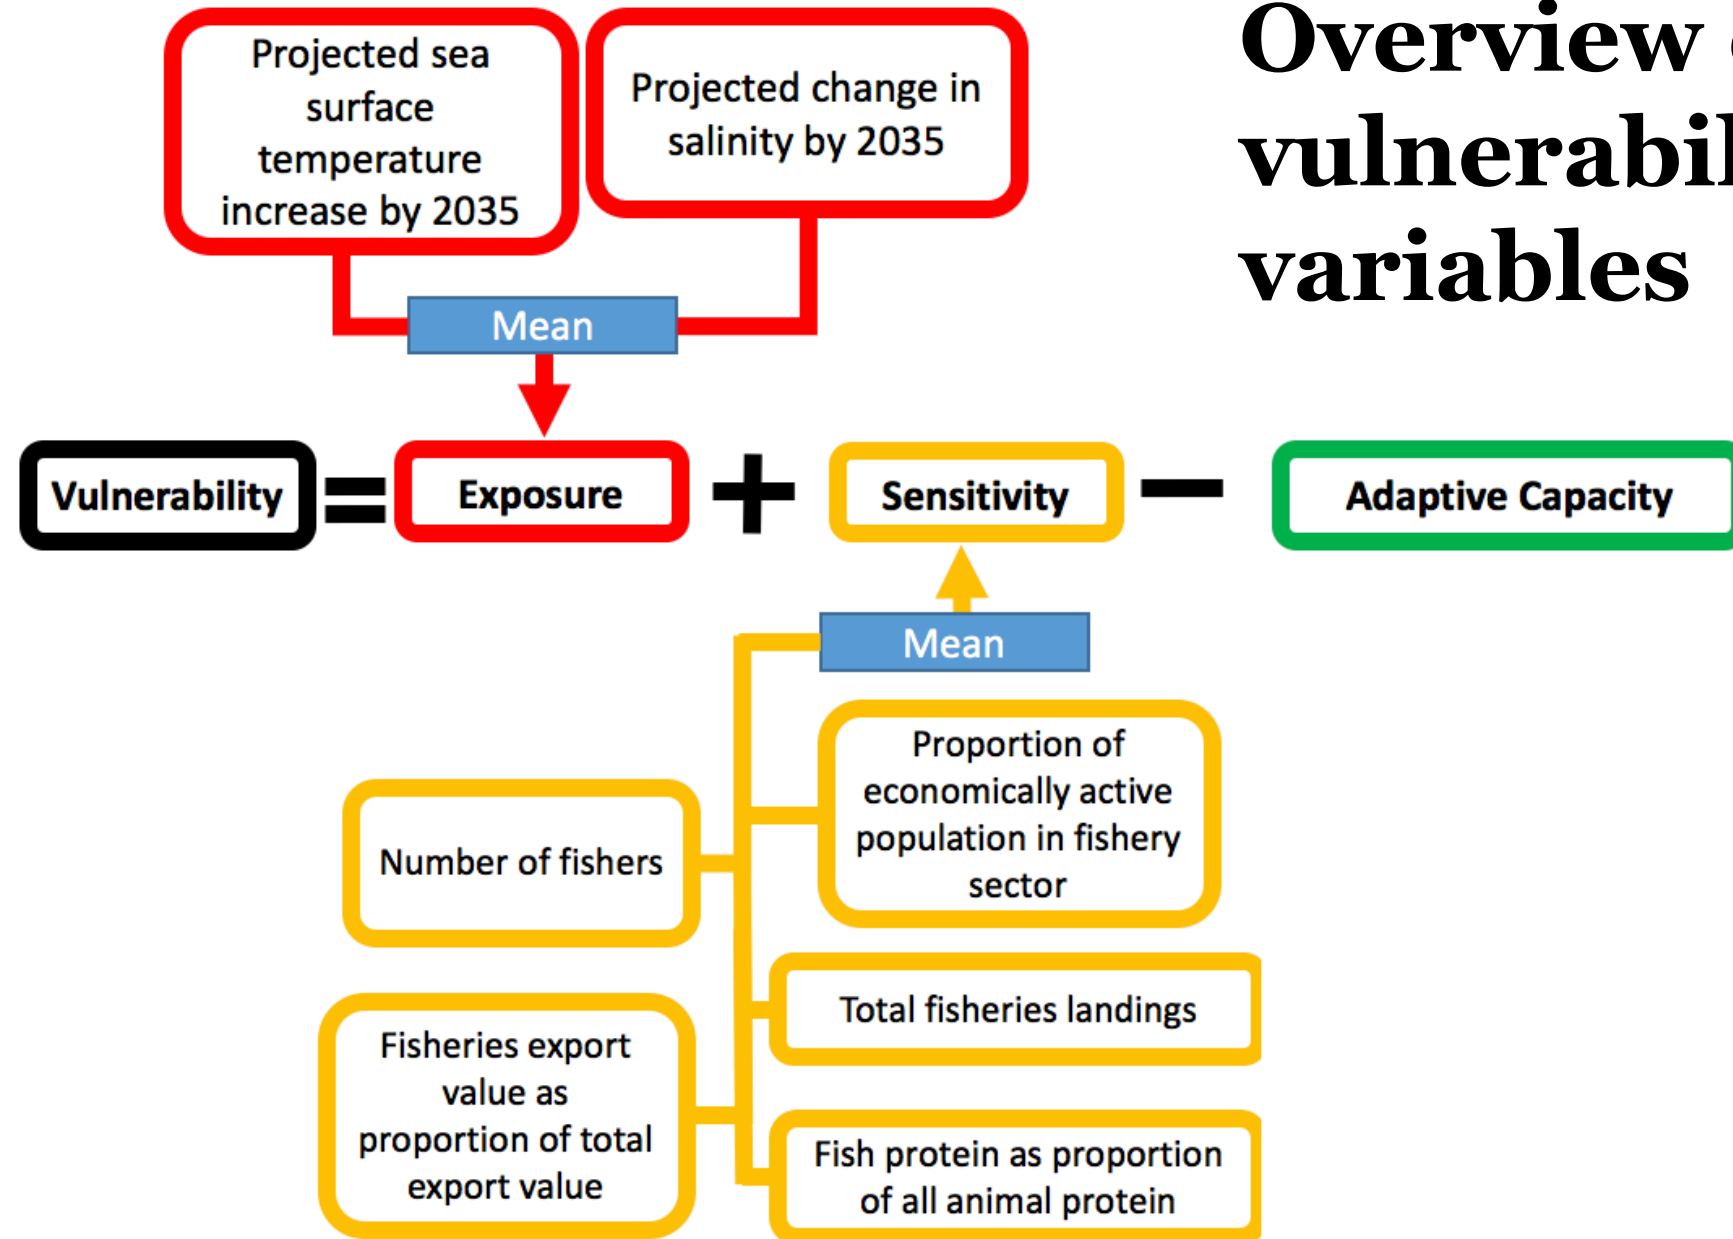 Overview
vulnerabil
variables
Projected sea
surface
temperature
increase by 2035
Projected change in
salinity by 2035
Mean
Vulnerability = Exposure + Sensitivity − Adaptive Capacity
Mean
Proportion of
economically active
population in fishery
sector
Number of fishers
Total fisheries landings
Fisheries export
value as
proportion of total
export value
Fish protein as proportion
of all animal protein